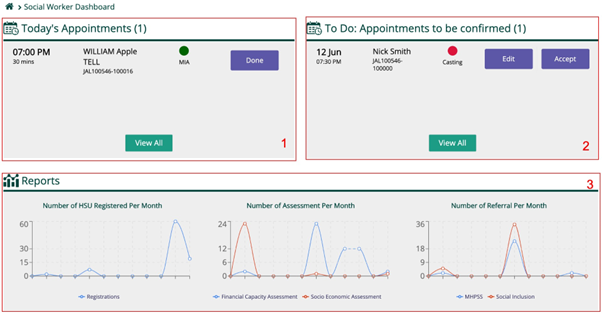 > Social Worker Dashboard
Today's Appointments (1)
07:00 PM
30 mins
WILLIAM Apple
TELL
JAL100546-100016
MIA
Done
View All
1
To Do: Appointments to be confirmed (1)
12 Jun
07:30 PM
Nick Smith
JAL100546-
100000
Casting
Edit
Accept
View All
2
Reports
3
Number of HSU Registered Per Month
60
30
15
0
Registrations
Number of Assessment Per Month
24
12
6
0
Financial Capacity Assessment
Socio Economic Assessment
Number of Referral Per Month
36
18
9
0
MHPSS
Social Inclusion